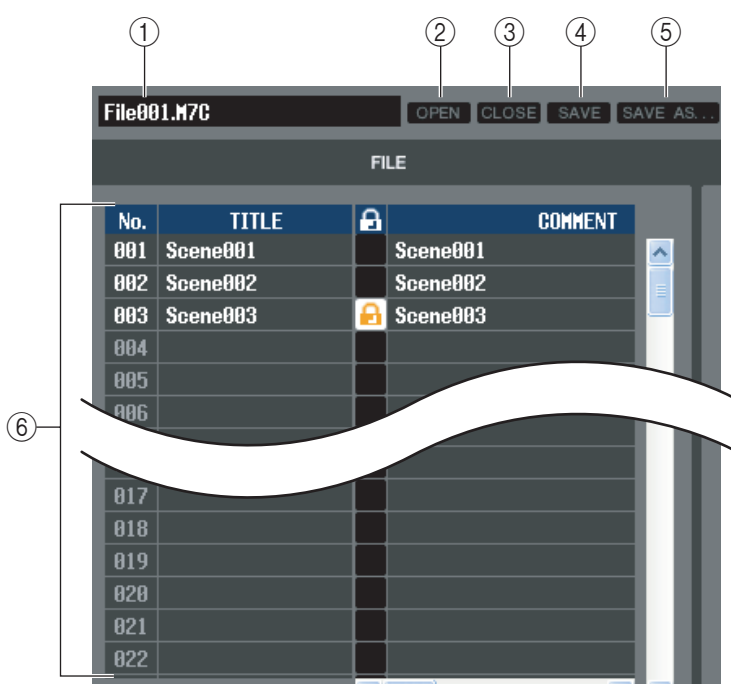 ① ② ③ ④ ⑤
File001.M7C OPEN CLOSE SAVE SAVE AS...
FILE
No. TITLE COMMENT
001 Scene001 Scene001
002 Scene002 Scene002
003 Scene003 Scene003
004
005
006
⑥
017
018
019
020
021
022